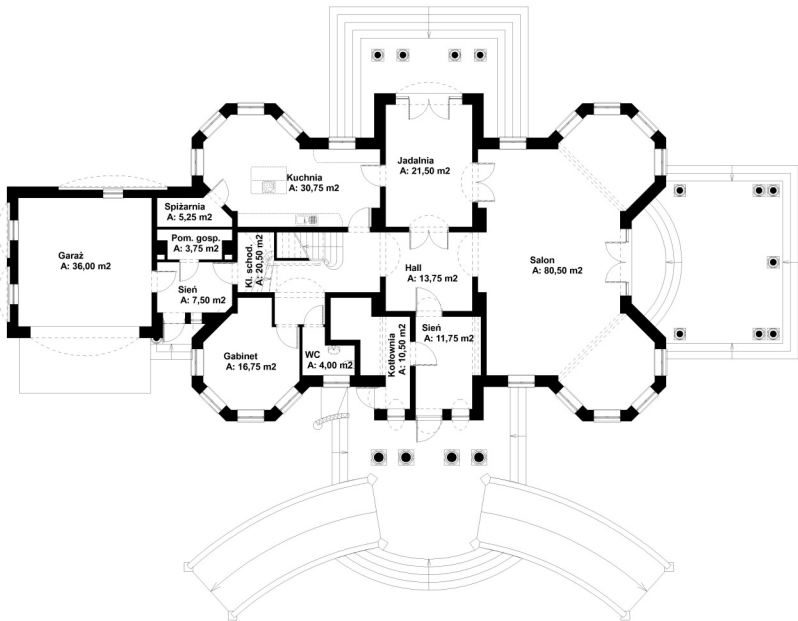 Jadalnia
A: 21,50 m2
Kuchnia
A: 30,75 m2
Spiżarnia
A: 5,25 m2
Pom. gosp.
A: 3,75 m2
Kl. schod.
A: 20,50 m2
Garaż
A: 36,00 m2
Hall
A: 13,75 m2
Salon
A: 80,50 m2
Sień
A: 7,50 m2
Sień
A: 11,75 m2
Kotłownia
A: 10,50 m2
Gabinet
A: 16,75 m2
WC
A: 4,00 m2